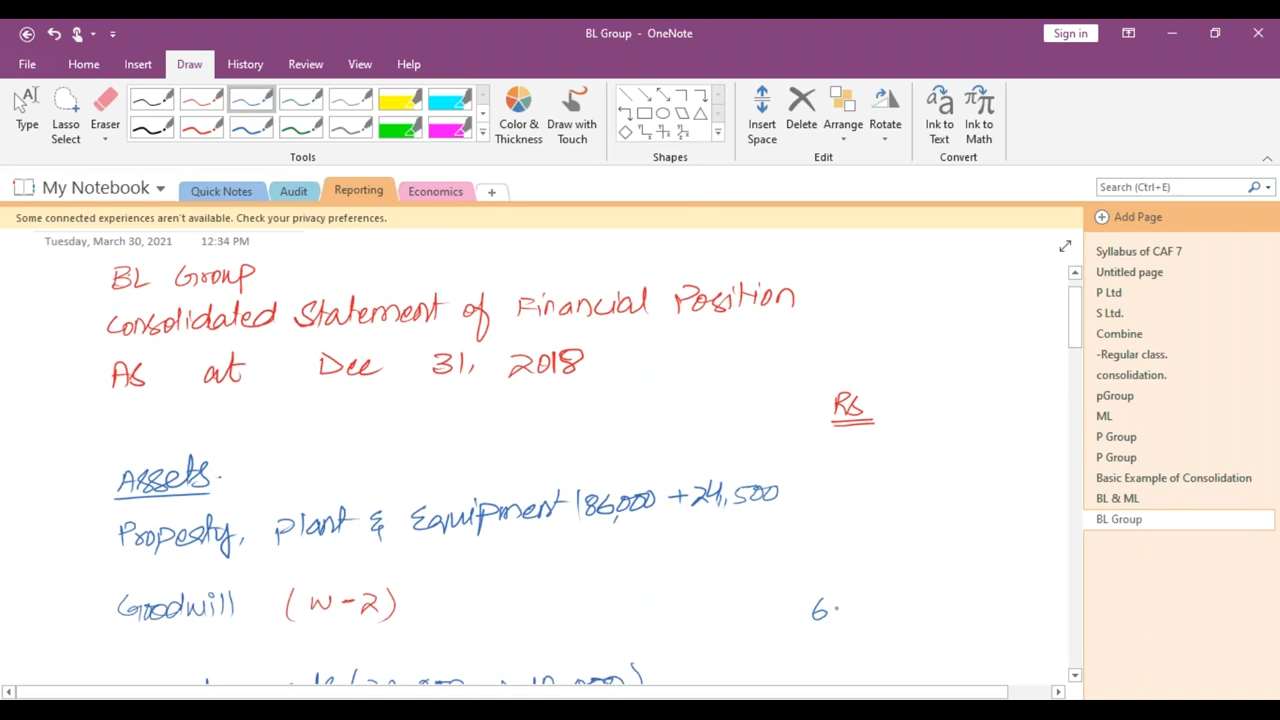 BL Group - OneNote
Sign in
File Home Insert Draw History Review View Help
Type
Lasso Select
Eraser
Color & Thickness
Draw with Touch
Insert Space
Delete
Arrange
Rotate
Ink to Text
Ink to Math
Tools
Shapes
Edit
Convert
My Notebook
Quick Notes
Audit
Reporting
Economics
Search (Ctrl+E)
Some connected experiences aren't available. Check your privacy preferences.
Add Page
Tuesday, March 30, 2021 12:34 PM
BL Group
Consolidated Statement of Financial Position
As at Dec 31, 2018
Rs
Assets.
Property, Plant & Equipment 186,000 + 24,500
Goodwill (W-2)
6
Syllabus of CAF 7
Untitled page
P Ltd
S Ltd.
Combine
-Regular class.
consolidation.
pGroup
ML
P Group
P Group
Basic Example of Consolidation
BL & ML
BL Group